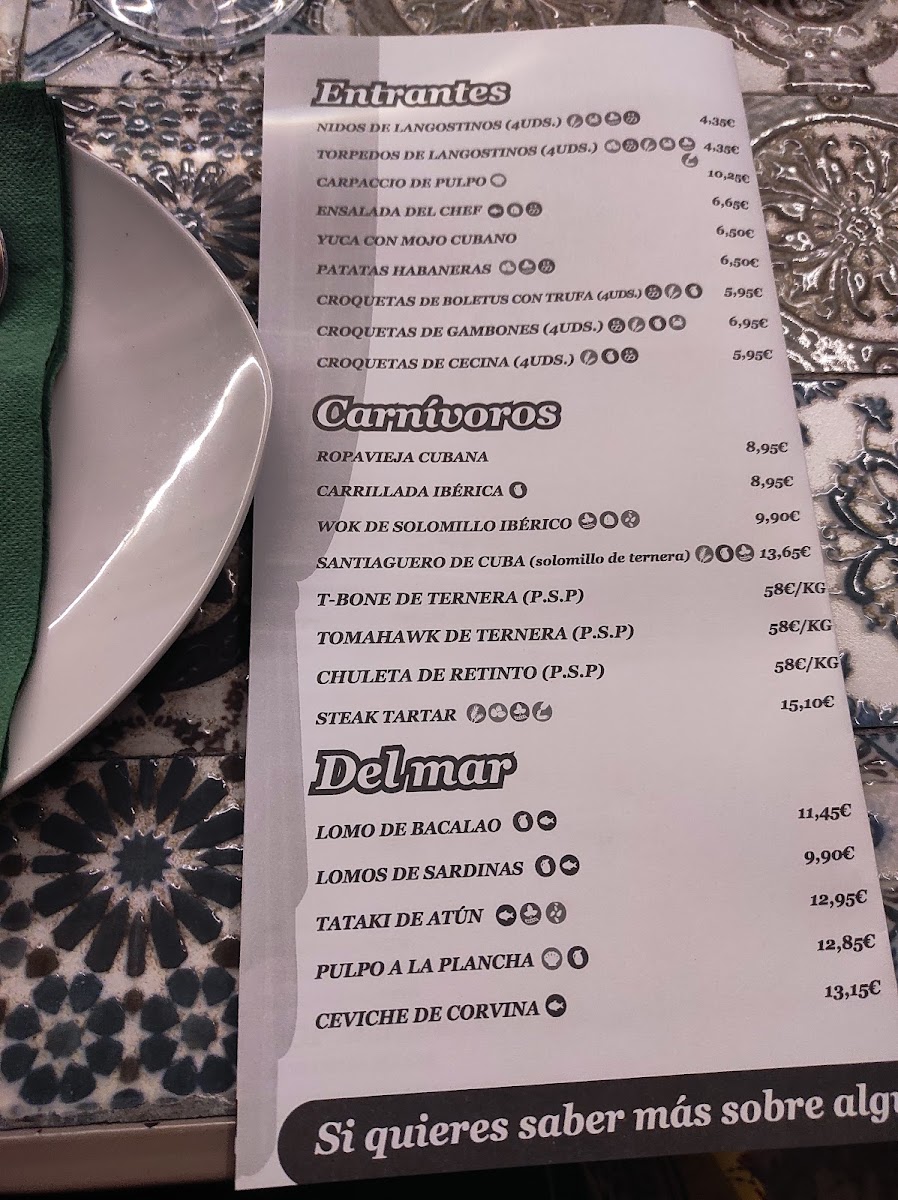 Entrantes
NIDOS DE LANGOSTINOS (4UDS.) 4,35€
TORPEDOS DE LANGOSTINOS (4UDS.) 4,35€
CARPACCIO DE PULPO 10,25€
ENSALADA DEL CHEF 6,65€
YUCA CON MOJO CUBANO 6,50€
PATATAS HABANERAS 6,50€
CROQUETAS DE BOLETUS CON TRUFA (4UDS.) 5,95€
CROQUETAS DE GAMBONES (4UDS.) 6,95€
CROQUETAS DE CECINA (4UDS.) 5,95€
Carnívoros
ROPAVIEJA CUBANA 8,95€
CARRILLADA IBÉRICA 8,95€
WOK DE SOLOMILLO IBÉRICO 9,90€
SANTIAGUERO DE CUBA (solomillo de ternera) 13,65€
T-BONE DE TERNERA (P.S.P) 58€/KG
TOMAHAWK DE TERNERA (P.S.P) 58€/KG
CHULETA DE RETINTO (P.S.P) 58€/KG
STEAK TARTAR 15,10€
Del mar
LOMO DE BACALAO 11,45€
LOMOS DE SARDINAS 9,90€
TATAKI DE ATÚN 12,95€
PULPO A LA PLANCHA 12,85€
CEVICHE DE CORVINA 13,15€
Si quieres saber más sobre algu